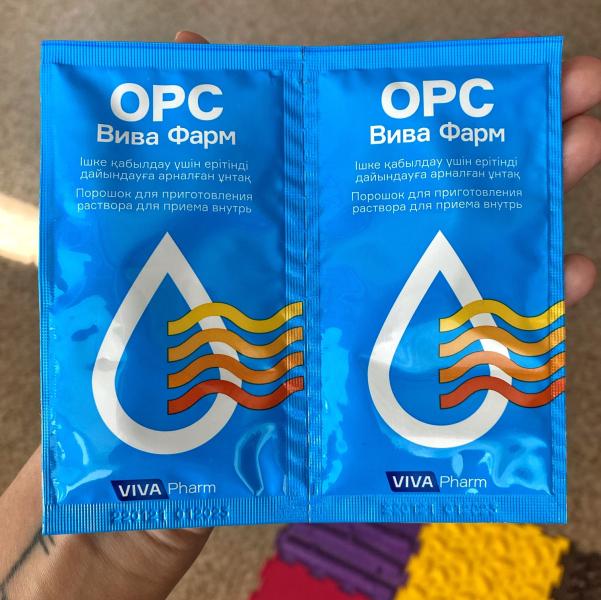 ОРС
Вива Фарм
Ішке қабылдау үшін ерітінді
дайындауға арналған ұнтақ
Порошок для приготовления
раствора для приема внутрь
VIVA Pharm
ОРС
Вива Фарм
Ішке қабылдау үшін ерітінді
дайындауға арналған ұнтақ
Порошок для приготовления
раствора для приема внутрь
VIVA Pharm